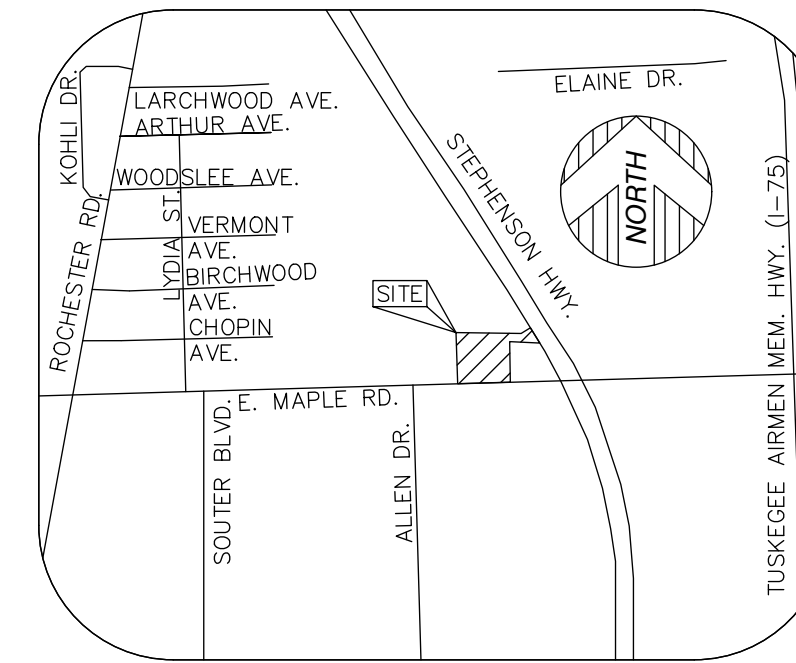 KOHLI DR.
LARCHWOOD AVE.
ARTHUR AVE.
WOODSLEE AVE.
ROCHESTER RD.
LYDIA ST.
VERMONT
AVE.
BIRCHWOOD
AVE.
CHOPIN
AVE.
ELAINE DR.
STEPHENSON HWY.
NORTH
SITE
TUSKEGEE AIRMEN MEM. HWY. (I-75)
E. MAPLE RD.
SOUTER BLVD.
ALLEN DR.